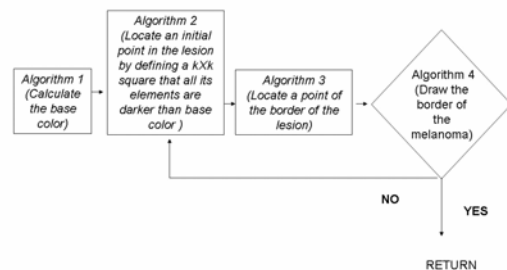 Algorithm 1
(Calculate
the base
color)
Algorithm 2
(Locate an initial
point in the lesion
by defining a kXk
square that all its
elements are
darker than base
color )
Algorithm 3
(Locate a point
of the border of
the lesion)
Algorithm 4
(Draw the
border of
the
melanoma)
NO
YES
RETURN